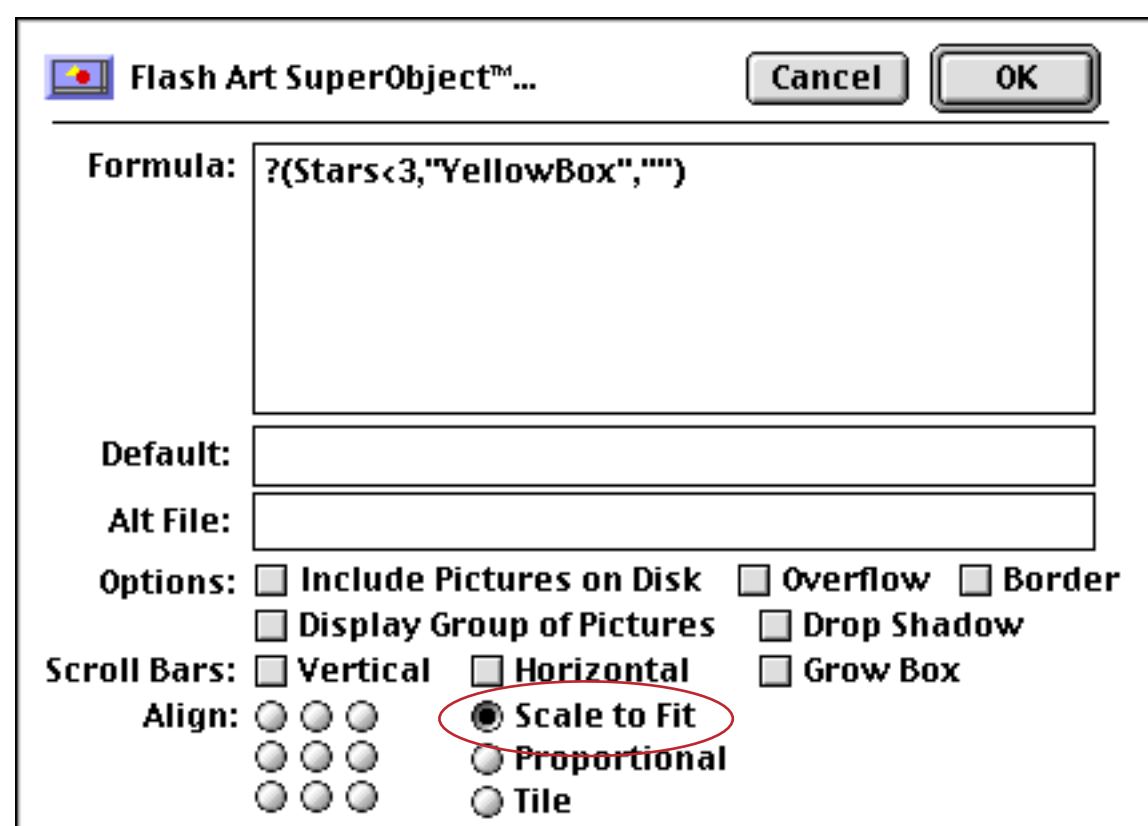 Flash Art SuperObject™... Cancel OK
Formula: ?(Stars<3,"YellowBox","")
Default:
Alt File:
Options: Include Pictures on Disk Overflow Border
Display Group of Pictures Drop Shadow
Scroll Bars: Vertical Horizontal Grow Box
Align: Scale to Fit
Proportional
Tile